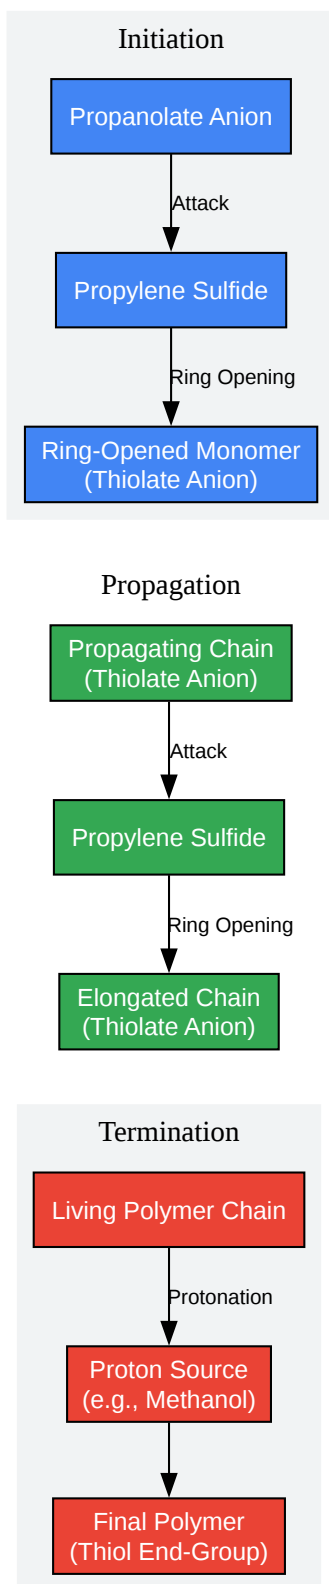 Initiation
Propanolate Anion
Attack
Propylene Sulfide
Ring Opening
Ring-Opened Monomer
(Thiolate Anion)
Propagation
Propagating Chain
(Thiolate Anion)
Attack
Propylene Sulfide
Ring Opening
Elongated Chain
(Thiolate Anion)
Termination
Living Polymer Chain
Protonation
Proton Source
(e.g., Methanol)
Final Polymer
(Thiol End-Group)